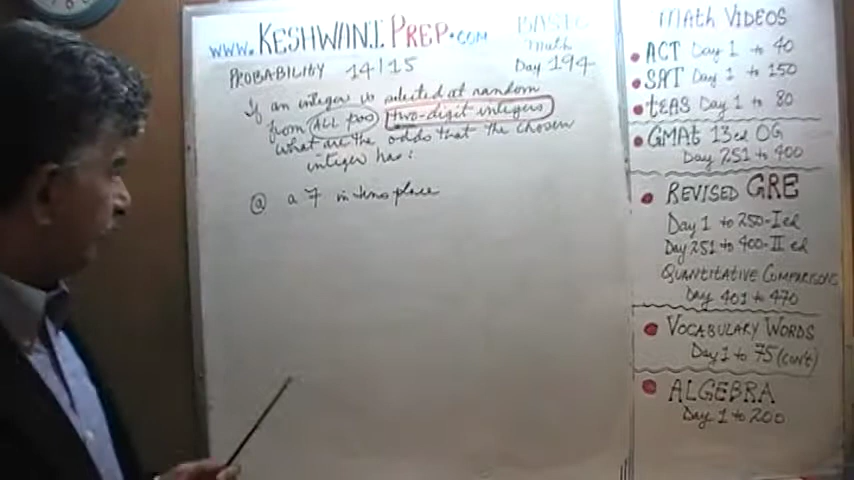 www.KESHWANIPREP.com
BASIC
Math
Day 194
PROBABILITY 14/15
If an integer is selected at random
from ALL pos two-digit integers
what are the odds that the chosen
integer has:
@ a 7 in tens place
Math VIDEOS
ACT Day 1 to 40
SAT Day 1 to 150
tEAS Day 1 to 80
GMAt 13ed OG
Day 251 to 400
REVISED GRE
Day 1 to 250-I ed
Day 251 to 400-II ed
QUANTITATIVE COMPARISONS
Day 401 to 470
VOCABULARY WORDS
Day 1 to 75 (con't)
ALGEBRA
Day 1 to 200